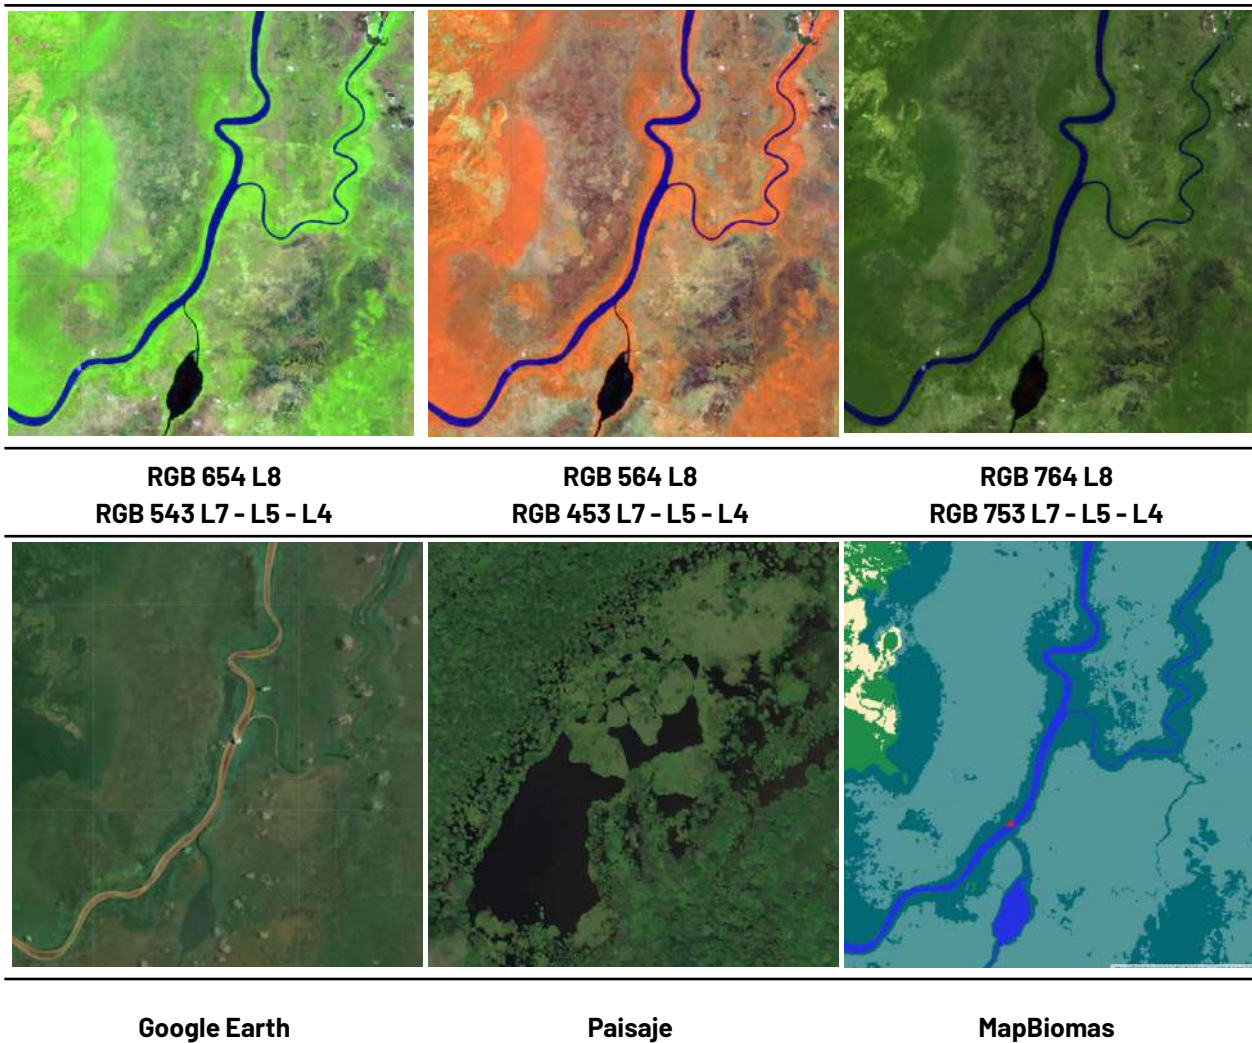 RGB 654 L8
RGB 543 L7 - L5 - L4
RGB 564 L8
RGB 453 L7 - L5 - L4
RGB 764 L8
RGB 753 L7 - L5 - L4
Google Earth
Paisaje
MapBiomas